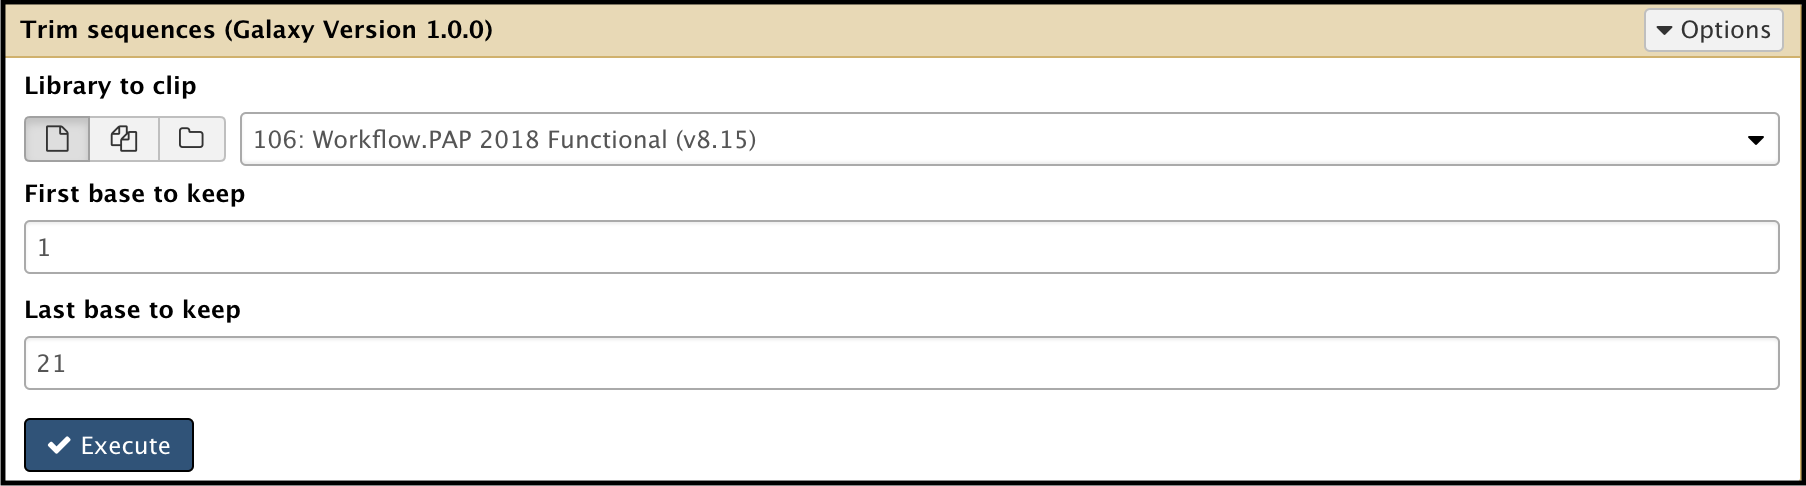 Trim sequences (Galaxy Version 1.0.0)
Options
Library to clip
106: Workflow.PAP 2018 Functional (v8.15)
First base to keep
1
Last base to keep
21
Execute